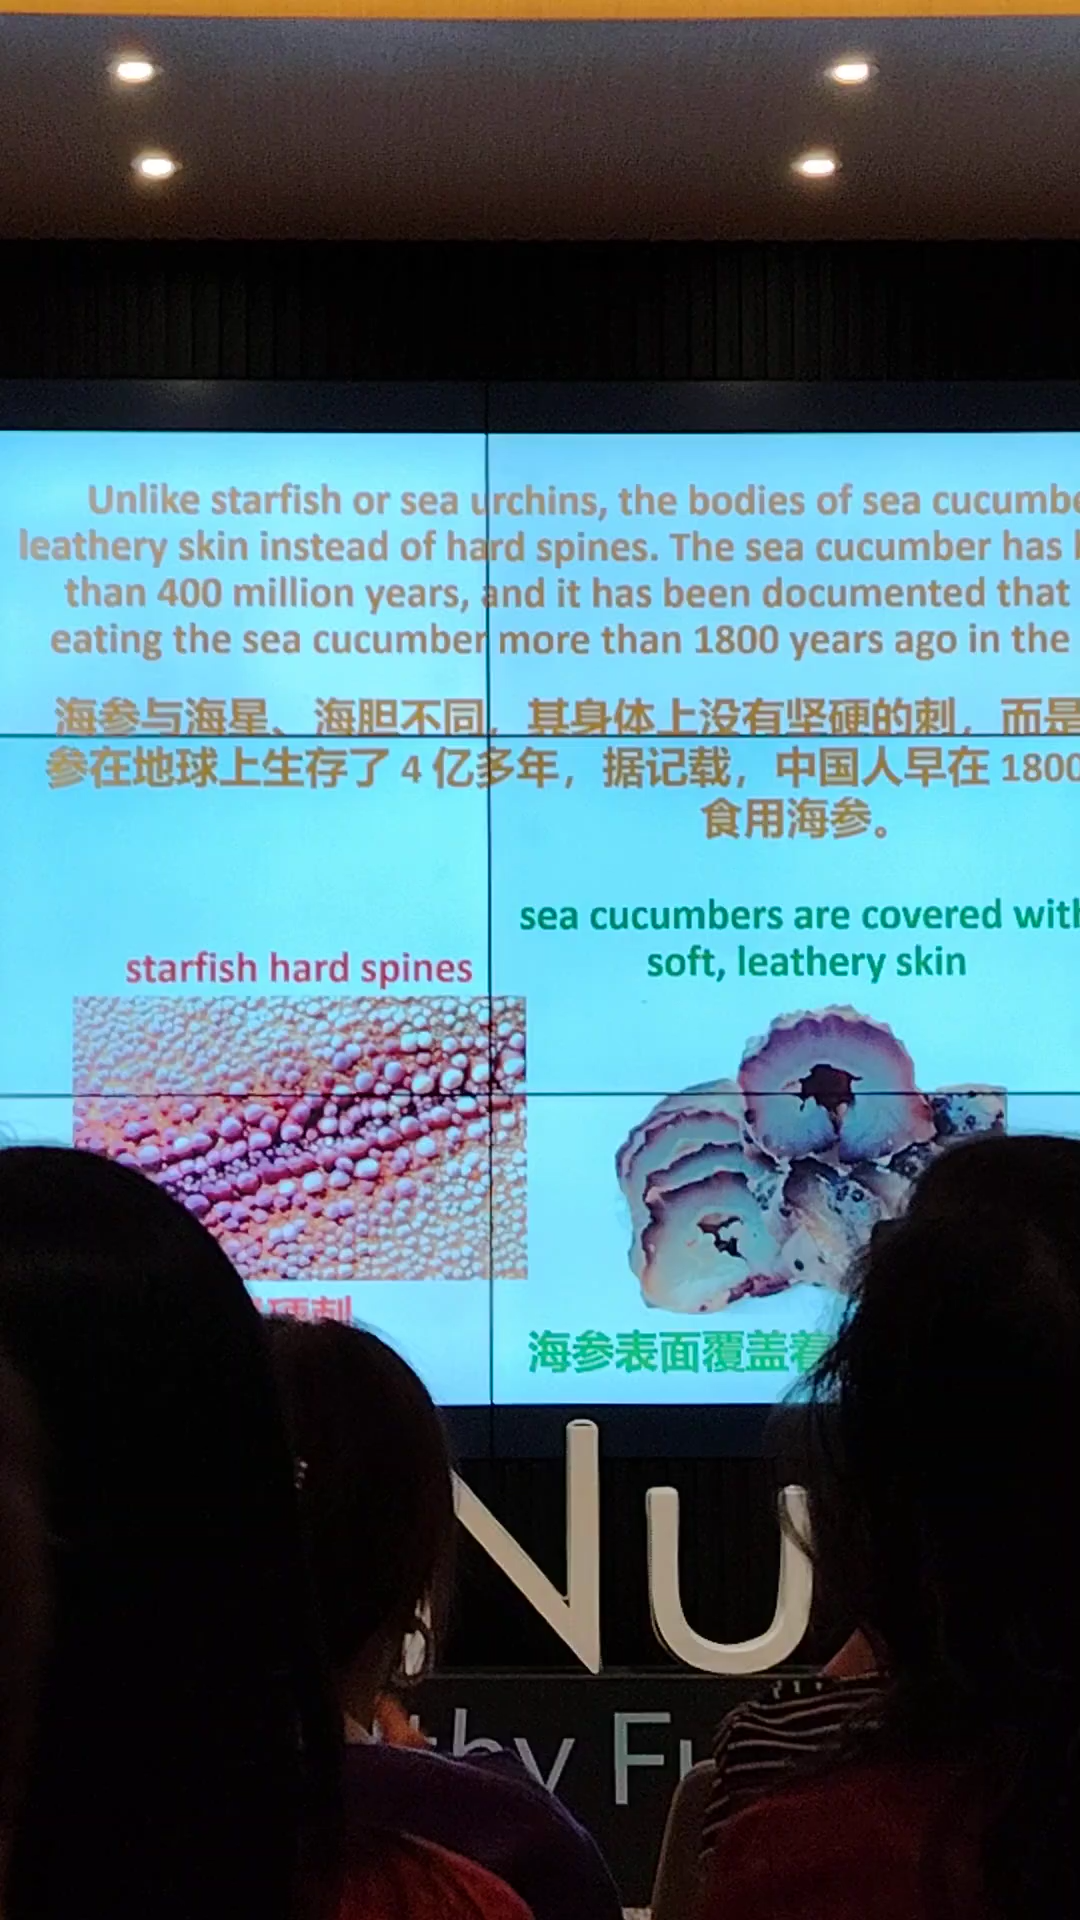 Unlike starfish or sea urchins, the bodies of sea
leathery skin instead of hard spines. The sea cucumber has
than 400 million years, and it has been documented that
eating the sea cucumber more than 1800 years ago in the
海参与海星、海胆不同，其身体上没有坚硬的刺，而是
参在地球上生存了 4 亿多年，据记载，中国人早在 1800
食用海参。
sea cucumbers are covered with
soft, leathery skin
starfish hard spines
硬刺
海参表面覆盖着
Nu